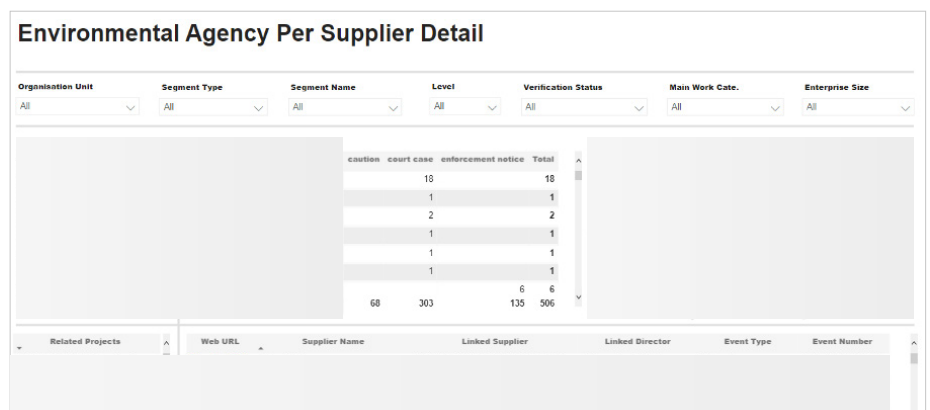 Environmental Agency Per Supplier Detail
Organisation Unit Segment Type Segment Name Level Verification Status Main Work Cate. Enterprise Size
All All All All All All All
caution court case enforcement notice Total
18 18
1 1
2 2
1 1
1 1
1 1
6 6
68 303 135 506
Related Projects Web URL Supplier Name Linked Supplier Linked Director Event Type Event Number